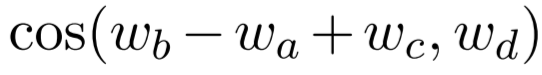 cos(w_b − w_a + w_c, w_d)